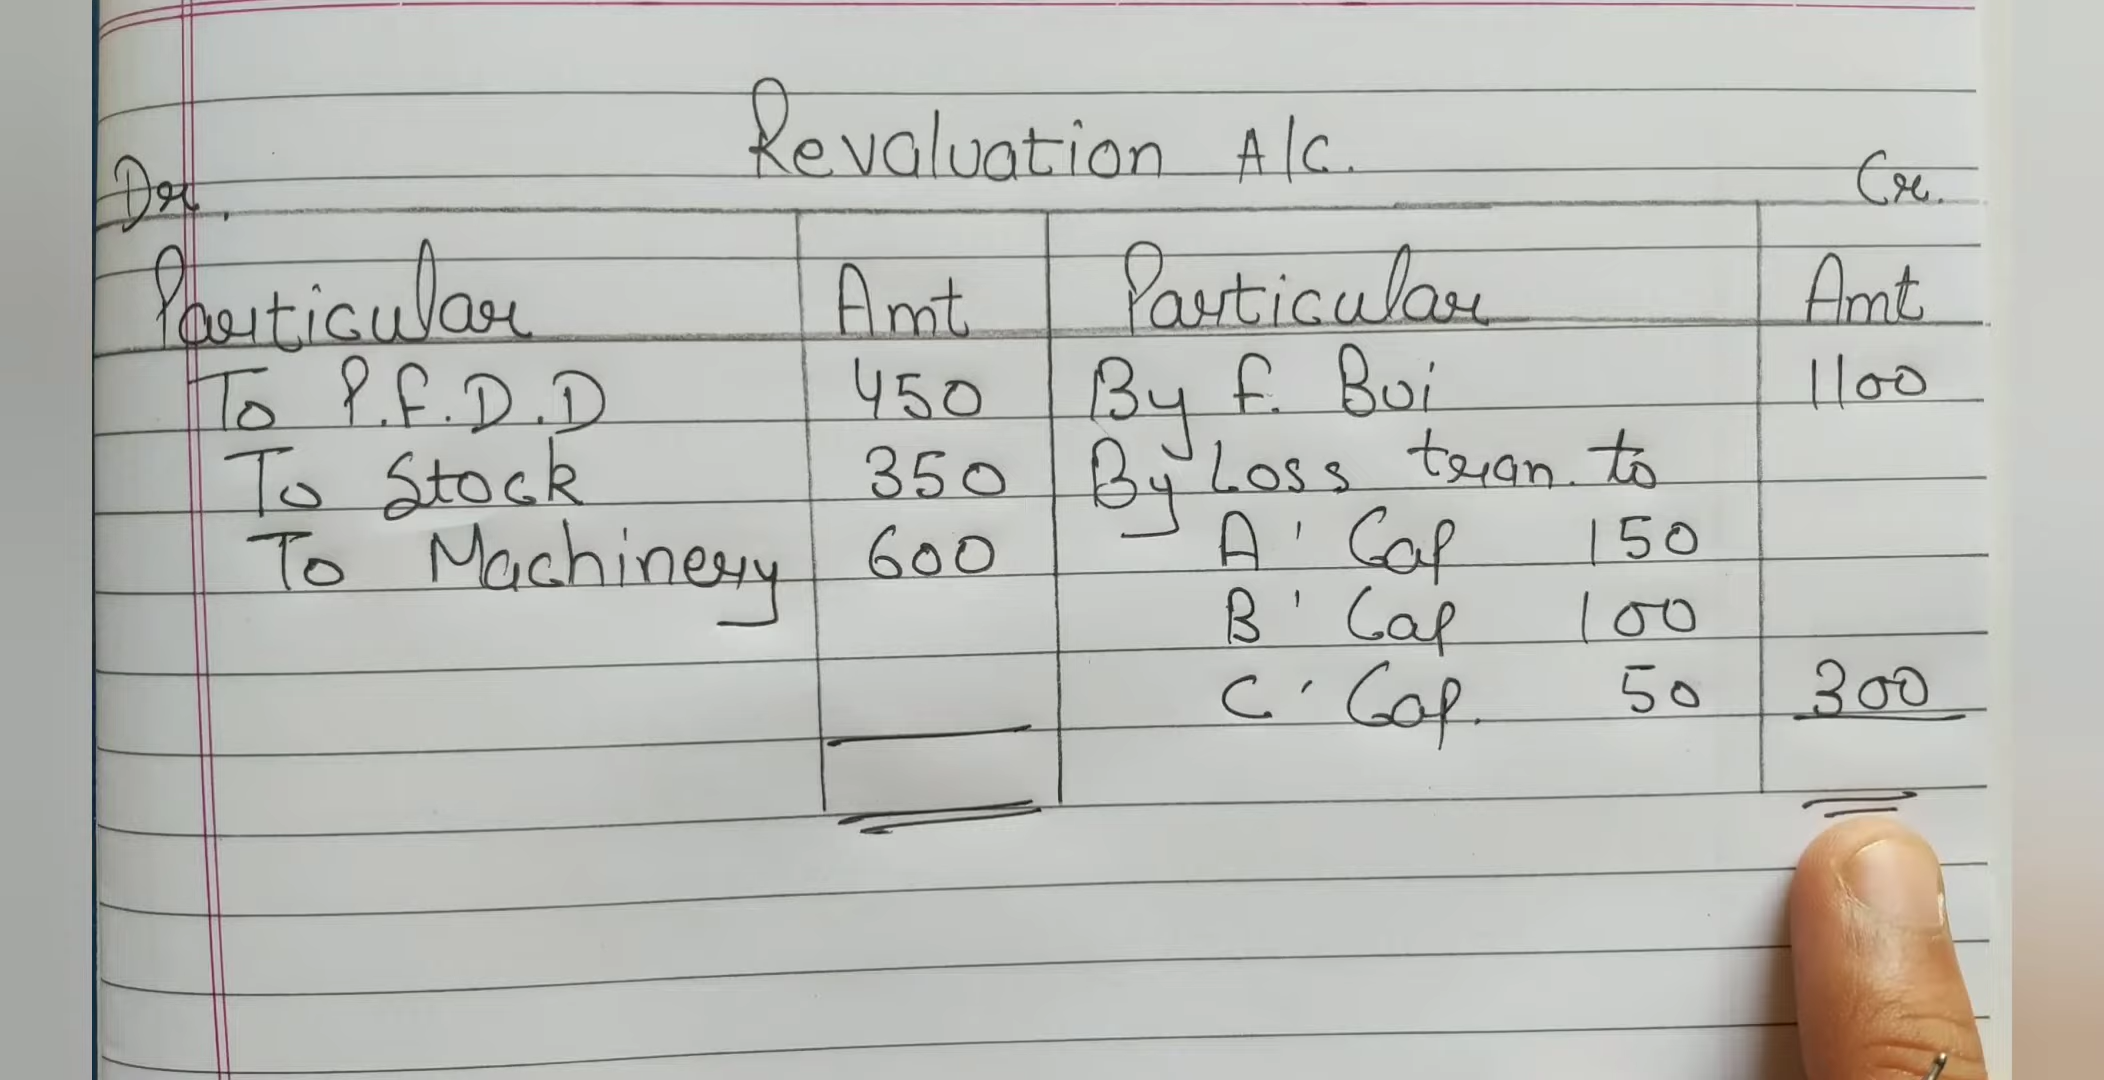 Revaluation A/c.
Dr. Cr.
Particular Amt Particular Amt
To P.F.D.D 450 By F. Bui 1100
To Stock 350 By Loss tran. to
To Machinery 600 A' Cap 150
B' Cap 100
C' Cap. 50 300